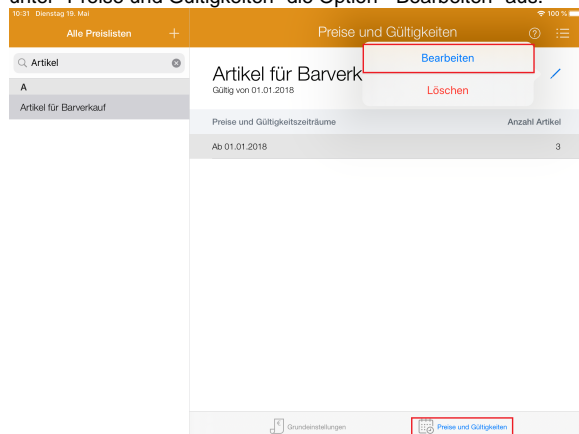 unter "Preise und Gültigkeiten" die Option "Bearbeiten" aus.
10:31 Dienstag 19. Mai
100 %
Alle Preislisten
Preise und Gültigkeiten
Artikel
A
Artikel für Barverkauf
Bearbeiten
Löschen
Artikel für Barverk
Gültig von 01.01.2018
Preise und Gültigkeitszeiträume Anzahl Artikel
Ab 01.01.2018 3
Grundeinstellungen
Preise und Gültigkeiten